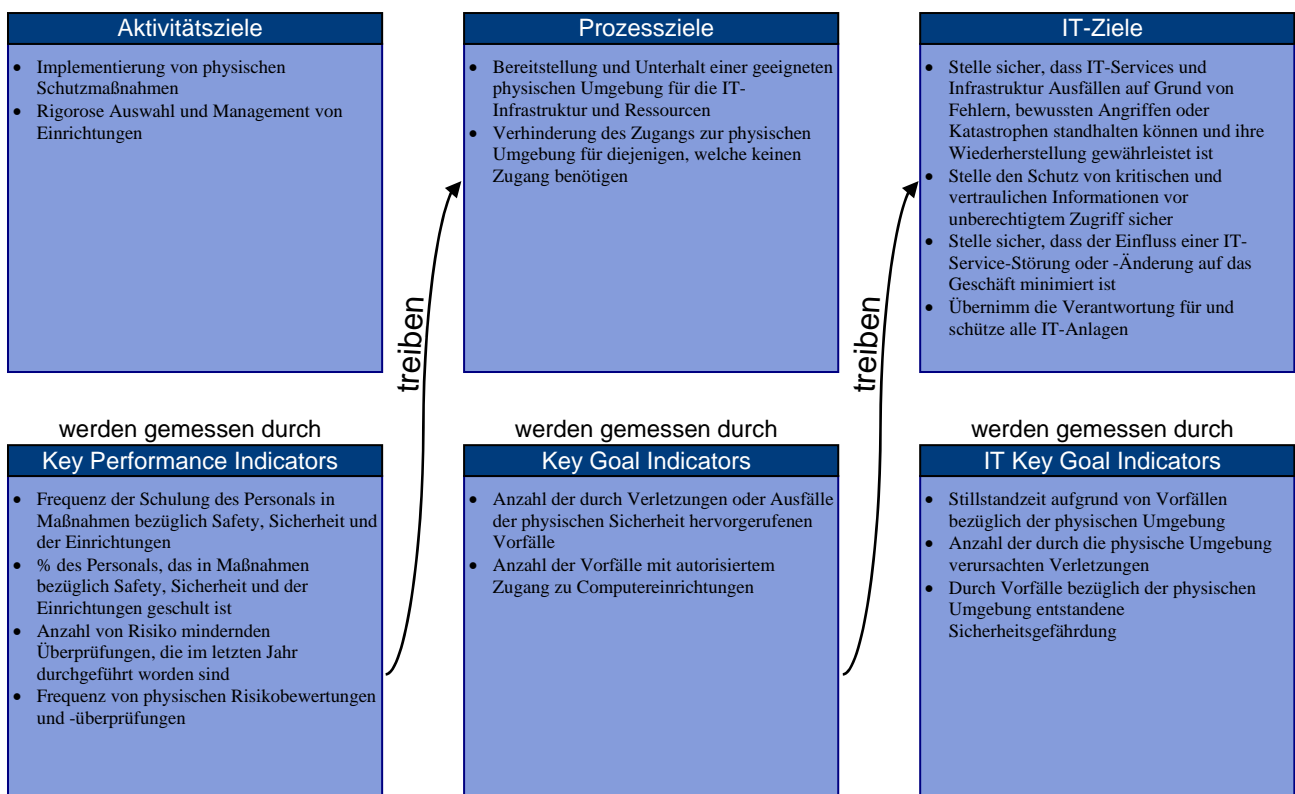 Aktivitätsziele
• Implementierung von physischen
Schutzmaßnahmen
• Rigorose Auswahl und Management von
Einrichtungen
Prozessziele
• Bereitstellung und Unterhalt einer geeigneten
physischen Umgebung für die IT-
Infrastruktur und Ressourcen
• Verhinderung des Zugangs zur physischen
Umgebung für diejenigen, welche keinen
Zugang benötigen
IT-Ziele
• Stelle sicher, dass IT-Services und
Infrastruktur Ausfällen auf Grund von
Fehlern, bewussten Angriffen oder
Katastrophen standhalten können und ihre
Wiederherstellung gewährleistet ist
• Stelle den Schutz von kritischen und
vertraulichen Informationen vor
unberechtigtem Zugriff sicher
• Stelle sicher, dass der Einfluss einer IT-
Service-Störung oder -Änderung auf das
Geschäft minimiert ist
• Übernimm die Verantwortung für und
schütze alle IT-Anlagen
treiben
treiben
werden gemessen durch
Key Performance Indicators
• Frequenz der Schulung des Personals in
Maßnahmen bezüglich Safety, Sicherheit und
der Einrichtungen
• % des Personals, das in Maßnahmen
bezüglich Safety, Sicherheit und der
Einrichtungen geschult ist
• Anzahl von Risiko mindernden
Überprüfungen, die im letzten Jahr
durchgeführt worden sind
• Frequenz von physischen Risikobewertungen
und -überprüfungen
werden gemessen durch
Key Goal Indicators
• Anzahl der durch Verletzungen oder Ausfälle
der physischen Sicherheit hervorgerufenen
Vorfälle
• Anzahl der Vorfälle mit autorisiertem
Zugang zu Computereinrichtungen
werden gemessen durch
IT Key Goal Indicators
• Stillstandzeit aufgrund von Vorfällen
bezüglich der physischen Umgebung
• Anzahl der durch die physische Umgebung
verursachten Verletzungen
• Durch Vorfälle bezüglich der physischen
Umgebung entstandene
Sicherheitsgefährdung